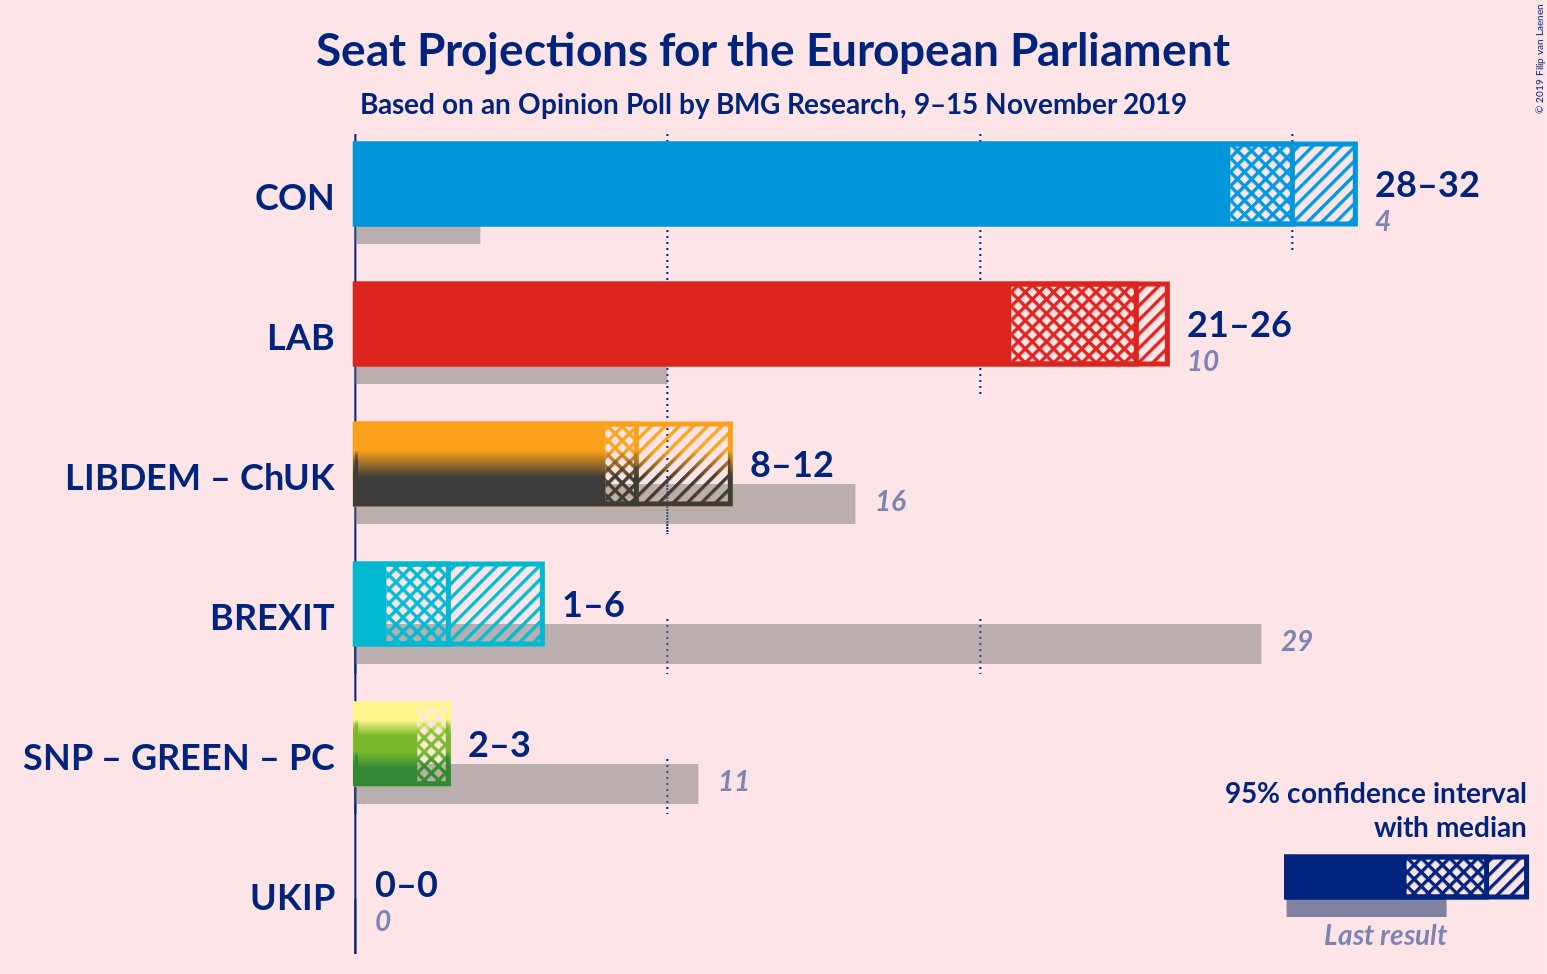 Seat Projections for the European Parliament
Based on an Opinion Poll by BMG Research, 9–15 November 2019
© 2019 Filip van Laenen
CON
28–32
4
LAB
21–26
10
LIBDEM – ChUK
8–12
16
BREXIT
1–6
29
SNP – GREEN – PC
2–3
11
UKIP
0–0
0
95% confidence interval
with median
Last result